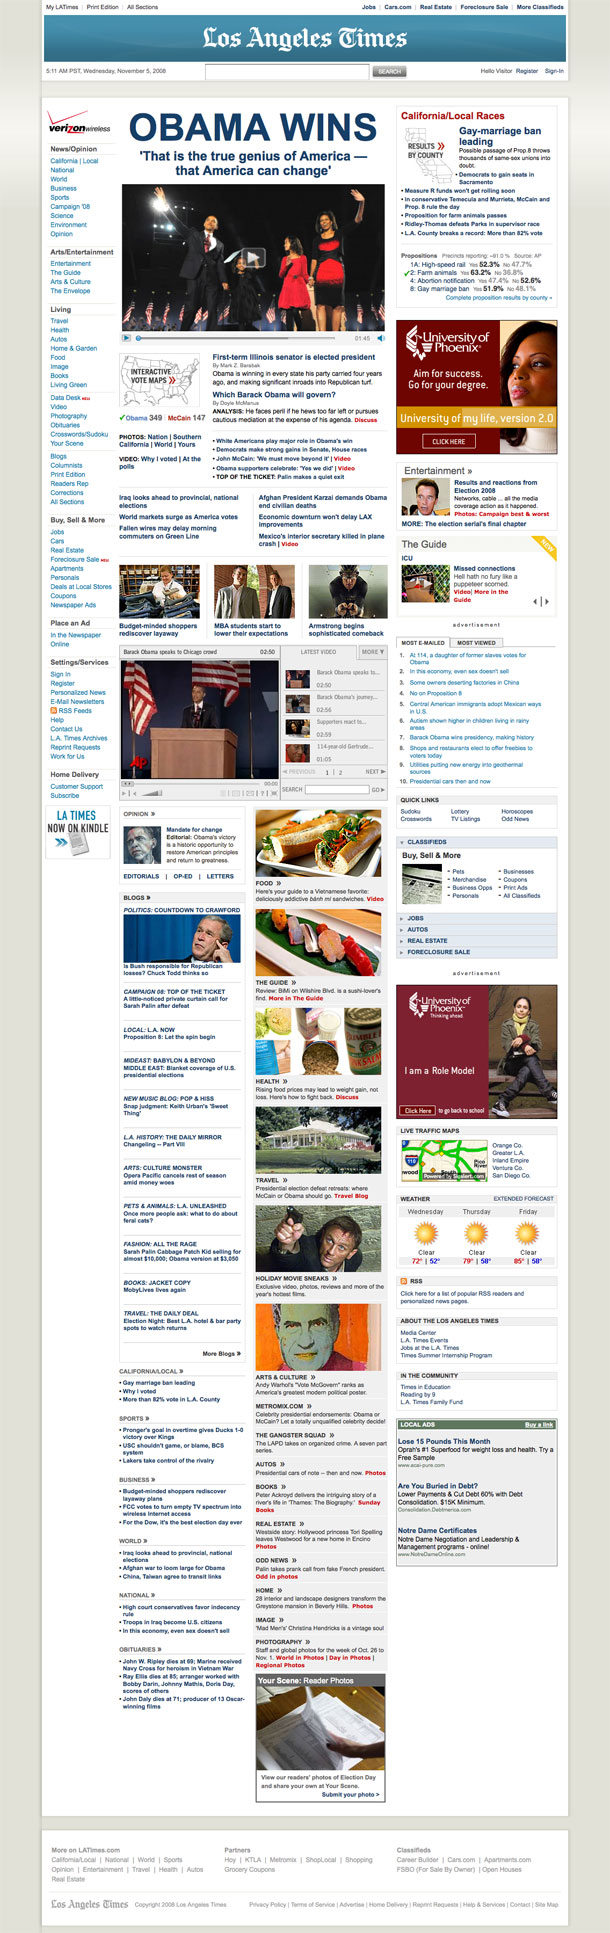 My LATimes | Print Edition | All Sections
Jobs | Cars.com | Real Estate | Foreclosure Sale | More Classifieds
Los Angeles Times
5:11 AM PST, Wednesday, November 5, 2008
SEARCH
Hello Visitor Register Sign-In
verizonwireless
News/Opinion
California | Local
National
World
Business
Sports
Campaign '08
Science
Environment
Opinion
Arts/Entertainment
Entertainment
The Guide
Arts & Culture
The Envelope
Living
Travel
Health
Autos
Home & Garden
Food
Image
Books
Living Green
Data Desk NEW
Video
Photography
Obituaries
Crosswords/Sudoku
Your Scene
Blogs
Columnists
Print Edition
Readers Rep
Corrections
All Sections
Buy, Sell & More
Jobs
Cars
Real Estate
Foreclosure Sale NEW
Apartments
Personals
Deals at Local Stores
Coupons
Newspaper Ads
Place an Ad
In the Newspaper
Online
Settings/Services
Sign In
Register
Personalized News
E-Mail Newsletters
RSS Feeds
Help
Contact Us
L.A. Times Archives
Reprint Requests
Work for Us
Home Delivery
Customer Support
Subscribe
LA TIMES
NOW ON KINDLE
OBAMA WINS
'That is the true genius of America —
that America can change'
01:45
INTERACTIVE
VOTE MAPS »
Obama 349 | McCain 147
First-term Illinois senator is elected president
By Mark Z. Barabak
Obama is winning in every state his party carried four years
ago, and making significant inroads into Republican turf.
Which Barack Obama will govern?
By Doyle McManus
ANALYSIS: He faces peril if he hews too far left or pursues
cautious mediation at the expense of his agenda. Discuss
PHOTOS: Nation | Southern
California | World | Yours
VIDEO: Why I voted | At the
polls
• White Americans play major role in Obama's win
• Democrats make strong gains in Senate, House races
• John McCain: 'We must move beyond it' | Video
• Obama supporters celebrate: 'Yes we did' | Video
• TOP OF THE TICKET: Palin makes a quiet exit
Iraq looks ahead to provincial, national
elections
World markets surge as America votes
Fallen wires may delay morning
commuters on Green Line
Afghan President Karzai demands Obama
end civilian deaths
Economic downturn won't delay LAX
improvements
Mexico's interior secretary killed in plane
crash | Video
Budget-minded shoppers
rediscover layaway
MBA students start to
lower their expectations
Armstrong begins
sophisticated comeback
Barack Obama speaks to Chicago crowd 02:50
LATEST VIDEO
MORE
Barack Obama speaks to...
02:50
Barack Obama's journey...
02:56
Supporters react to...
02:59
114-year old Gertrude...
01:05
PREVIOUS 1 | 2 NEXT
AP
00:00
SEARCH GO
OPINION »
Mandate for change
Editorial: Obama's victory
is a historic opportunity to
restore American principles
and return to greatness.
EDITORIALS | OP-ED | LETTERS
BLOGS »
POLITICS: COUNTDOWN TO CRAWFORD
Is Bush responsible for Republican
losses? Chuck Todd thinks so
CAMPAIGN 08: TOP OF THE TICKET
A little-noticed private curtain call for
Sarah Palin after defeat
LOCAL: L.A. NOW
Proposition 8: Let the spin begin
MIDEAST: BABYLON & BEYOND
MIDDLE EAST: Blanket coverage of U.S.
presidential elections
NEW MUSIC BLOG: POP & HISS
Snap judgment: Keith Urban's 'Sweet
Thing'
L.A. HISTORY: THE DAILY MIRROR
Changeling -- Part VIII
ARTS: CULTURE MONSTER
Opera Pacific cancels rest of season
amid money woes
PETS & ANIMALS: L.A. UNLEASHED
Once more people ask: what to do about
feral cats?
FASHION: ALL THE RAGE
Sarah Palin Cabbage Patch Kid selling for
almost $10,000; Obama version at $3,050
BOOKS: JACKET COPY
MobyLives lives again
TRAVEL: THE DAILY DEAL
Election Night: Best L.A. hotel & bar party
spots to watch returns
More Blogs »
CALIFORNIA/LOCAL »
• Gay marriage ban leading
• Why I voted
• More than 82% vote in L.A. County
SPORTS »
• Pronger's goal in overtime gives Ducks 1-0
victory over Kings
• USC shouldn't game, or blame, BCS
system
• Lakers take control of the rivalry
BUSINESS »
• Budget-minded shoppers rediscover
layaway plans
• FCC votes to turn empty TV spectrum into
wireless Internet access
• For the Dow, it's the best election day ever
WORLD »
• Iraq looks ahead to provincial, national
elections
• Afghan war to loom large for Obama
• China, Taiwan agree to transit links
NATIONAL »
• High court conservatives favor indecency
rule
• Troops in Iraq become U.S. citizens
• In this economy, even sex doesn't sell
OBITUARIES »
• John W. Ripley dies at 69; Marine received
Navy Cross for heroism in Vietnam War
• Ray Ellis dies at 85; arranger worked with
Bobby Darin, Johnny Mathis, Doris Day,
scores of others
• John Daly dies at 71; producer of 13 Oscar-
winning films
FOOD »
Here's your guide to a Vietnamese favorite:
deliciously addictive bánh mì sandwiches. Video
THE GUIDE »
Review: BiMi on Wilshire Blvd. is a sushi-lover's
find. More in The Guide
HEALTH »
Rising food prices may lead to weight gain, not
loss. Here's how to fight back. Discuss
TRAVEL »
Presidential election defeat retreats: where
McCain or Obama should go. Travel Blog
HOLIDAY MOVIE SNEAKS »
Exclusive video, photos, reviews and more of the
year's hottest films.
ARTS & CULTURE »
Andy Warhol's "Vote McGovern" ranks as
America's greatest modern political poster.
METROMIX.COM »
Celebrity presidential endorsements: Obama or
McCain? Let a totally unqualified celebrity decide!
THE GANGSTER SQUAD »
The LAPD takes on organized crime. A seven part
series.
AUTOS »
Presidential cars of note -- then and now. Photos
BOOKS »
Peter Ackroyd delivers the intriguing story of a
river's life in 'Thames: The Biography.' Sunday
Books
REAL ESTATE »
Westside story: Hollywood princess Tori Spelling
leaves Westwood for a new home in Encino
Photos
ODD NEWS »
Palin takes prank call from fake French president.
Odd in photos
HOME »
28 interior and landscape designers transform the
Greystone mansion in Beverly Hills. Photos
IMAGE »
'Mad Men's' Christina Hendricks is a vintage soul
PHOTOGRAPHY »
Staff and global photos for the week of Oct. 26 to
Nov. 1. World in Photos | Day in Photos |
Regional Photos
Your Scene: Reader Photos
View our readers' photos of Election Day
and share your own at Your Scene.
Submit your photo >
California/Local Races
RESULTS »
BY COUNTY
Gay-marriage ban
leading
Possible passage of Prop.8 throws
thousands of same-sex unions into
doubt.
• Democrats to gain seats in
Sacramento
• Measure R funds won't get rolling soon
• In conservative Temecula and Murrieta, McCain and
Prop. 8 rule the day
• Proposition for farm animals passes
• Ridley-Thomas defeats Parks in supervisor race
• L.A. County breaks a record: More than 82% vote
Propositions Precincts reporting: ≈91.0 % Source: AP
1A: High-speed rail Yes 52.3% No 47.7%
2: Farm animals Yes 63.2% No 36.8%
4: Abortion notification Yes 47.4% No 52.6%
8: Gay marriage ban Yes 51.9% No 48.1%
Complete proposition results by county »
University of
Phoenix
Aim for success.
Go for your degree.
University of my life, version 2.0
CLICK HERE
Entertainment »
Results and reactions from
Election 2008
Networks, cable ... all the media
coverage action as it happened.
Photos: Campaign best & worst
MORE: The election serial's final chapter
The Guide
ICU
Missed connections
Hell hath no fury like a
puppeteer scorned.
Video| More in the
Guide
advertisement
MOST E-MAILED MOST VIEWED
1. At 114, a daughter of former slaves votes for
Obama
2. In this economy, even sex doesn't sell
3. Some owners deserting factories in China
4. No on Proposition 8
5. Central American immigrants adopt Mexican ways
in U.S.
6. Autism shown higher in children living in rainy
areas
7. Barack Obama wins presidency, making history
8. Shops and restaurants elect to offer freebies to
voters today
9. Utilities putting new energy into geothermal
sources
10. Presidential cars then and now
QUICK LINKS
Sudoku Lottery Horoscopes
Crosswords TV Listings Odd News
CLASSIFIEDS
Buy, Sell & More
Pets
Merchandise
Business Opps
Personals
Businesses
Coupons
Print Ads
All Classifieds
JOBS
AUTOS
REAL ESTATE
FORECLOSURE SALE
advertisement
University of
Phoenix
Thinking ahead.
I am a Role Model
Click Here to go back to school
LIVE TRAFFIC MAPS
Powered by Sigalert.com
Orange Co.
Greater L.A.
Inland Empire
Ventura Co.
San Diego Co.
WEATHER EXTENDED FORECAST
Wednesday Thursday Friday
Clear Clear Clear
72° | 52° 79° | 58° 85° | 58°
RSS
Click here for a list of popular RSS readers and
personalized news pages.
ABOUT THE LOS ANGELES TIMES
Media Center
L.A. Times Events
Jobs at the L.A. Times
Times Summer Internship Program
IN THE COMMUNITY
Times in Education
Reading by 9
L.A. Times Family Fund
LOCAL ADS Buy a link
Lose 15 Pounds This Month
Oprah's #1 Superfood for weight loss and health. Try a
Free Sample
www.acai-pure.com
Are You Buried in Debt?
Lower Payments & Cut Debt 60% with Debt
Consolidation. $15K Minimum.
Consolidation.Debtmerica.com
Notre Dame Certificates
Notre Dame Negotiation and Leadership &
Management programs - online!
www.NotreDameOnline.com
More on LATimes.com
California/Local | National | World | Sports
Opinion | Entertainment | Travel | Health | Autos
Real Estate
Partners
Hoy | KTLA | Metromix | ShopLocal | Shopping
Grocery Coupons
Classifieds
Career Builder | Cars.com | Apartments.com
FSBO (For Sale By Owner) | Open Houses
Los Angeles Times Copyright 2008 Los Angeles Times
Privacy Policy | Terms of Service | Advertise | Home Delivery | Reprint Requests | Help & Services | Contact | Site Map